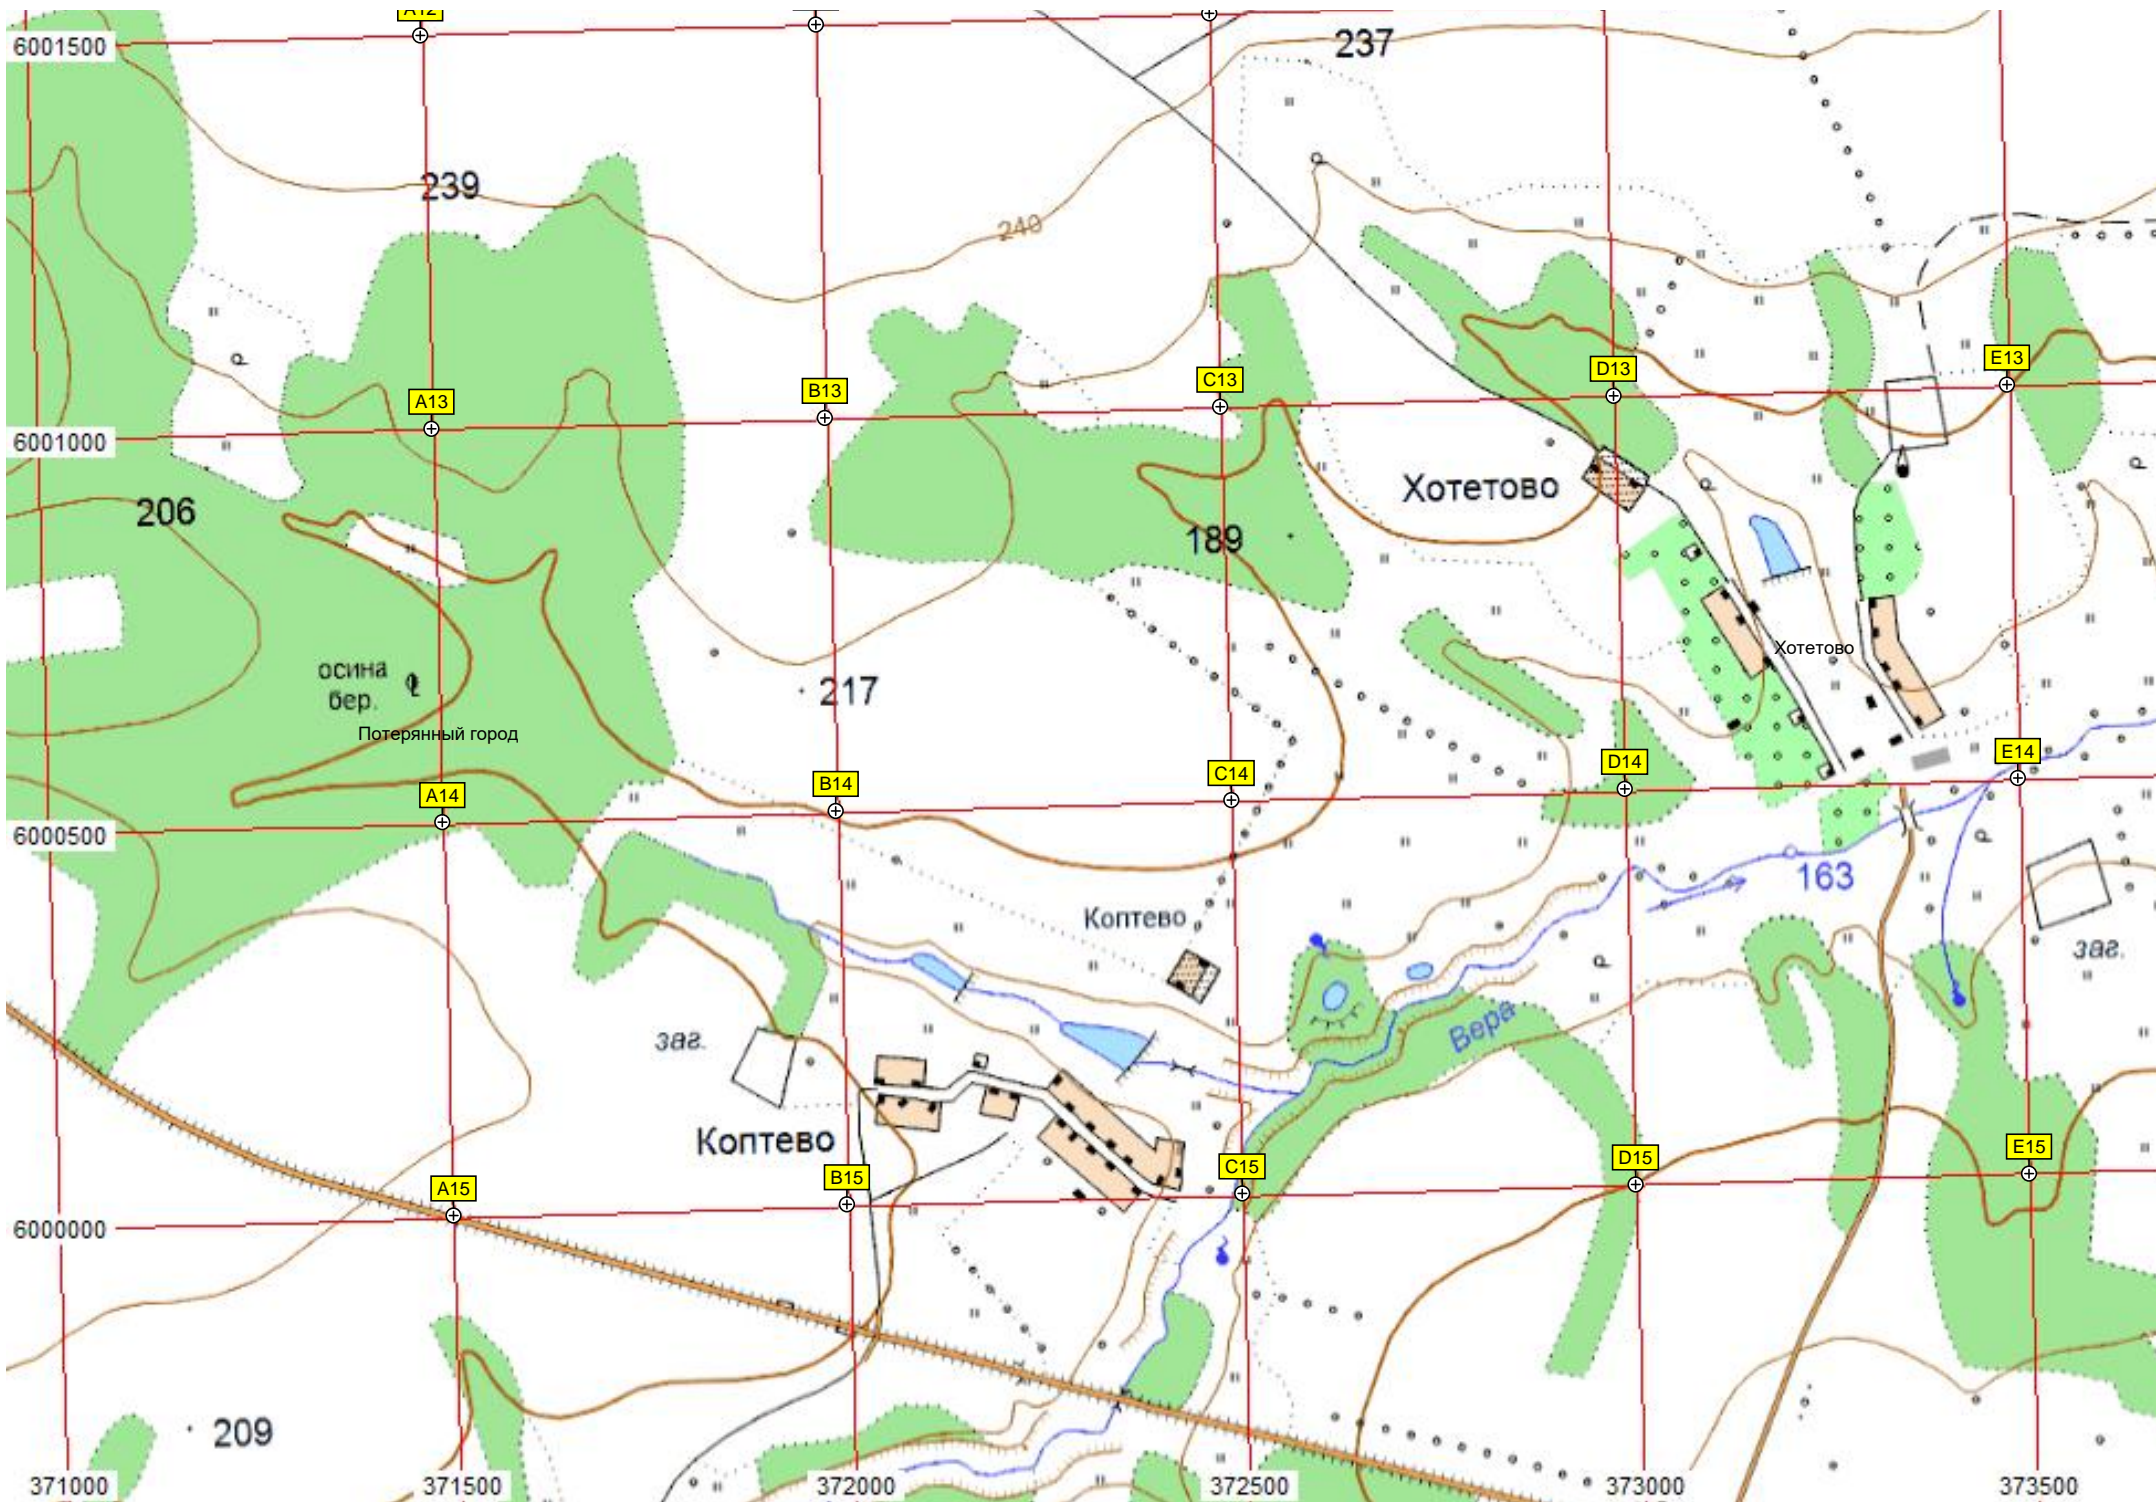 A12
6001500
237
239
240
E13
D13
C13
B13
A13
6001000
Хотетово
206
189
Хотетово
осина
бер.
217
Потерянный город
E14
D14
C14
B14
A14
6000500
163
Коптево
заг.
Вера
заг.
Коптево
E15
D15
C15
B15
A15
6000000
209
371000
371500
372000
372500
373000
373500